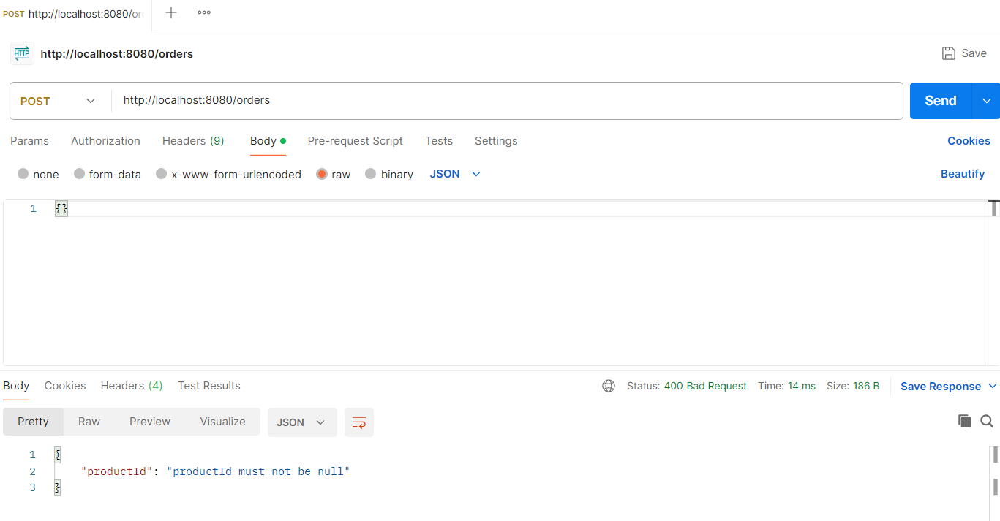 POST http://localhost:8080/or
HTTP http://localhost:8080/orders Save
POST http://localhost:8080/orders Send
Params Authorization Headers (9) Body Pre-request Script Tests Settings Cookies
none form-data x-www-form-urlencoded raw binary JSON Beautify
1 {}
Body Cookies Headers (4) Test Results Status: 400 Bad Request Time: 14 ms Size: 186 B Save Response
Pretty Raw Preview Visualize JSON
1 {
2 "productId": "productId must not be null"
3 }